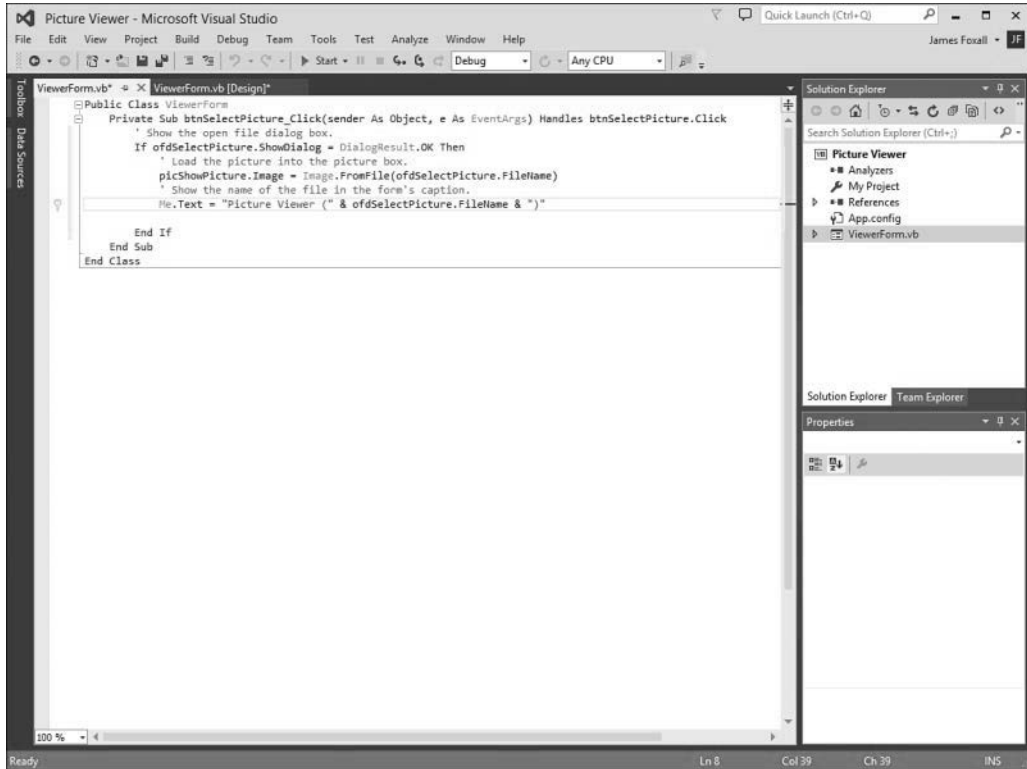 Picture Viewer - Microsoft Visual Studio
Quick Launch (Ctrl+Q)
File Edit View Project Build Debug Team Tools Test Analyze Window Help
James Foxall JF
Start Debug Any CPU
Toolbox
Data Sources
ViewerForm.vb* ViewerForm.vb [Design]*
Public Class ViewerForm
Private Sub btnSelectPicture_Click(sender As Object, e As EventArgs) Handles btnSelectPicture.Click
' Show the open file dialog box.
If ofdSelectPicture.ShowDialog = DialogResult.OK Then
' Load the picture into the picture box.
picShowPicture.Image = Image.FromFile(ofdSelectPicture.FileName)
' Show the name of the file in the form's caption.
Me.Text = "Picture Viewer (" & ofdSelectPicture.FileName & ")"
End If
End Sub
End Class
Solution Explorer
Search Solution Explorer (Ctrl+;)
VB Picture Viewer
Analyzers
My Project
References
App.config
ViewerForm.vb
Solution Explorer Team Explorer
Properties
100 %
Ready Ln 8 Col 39 Ch 39 INS